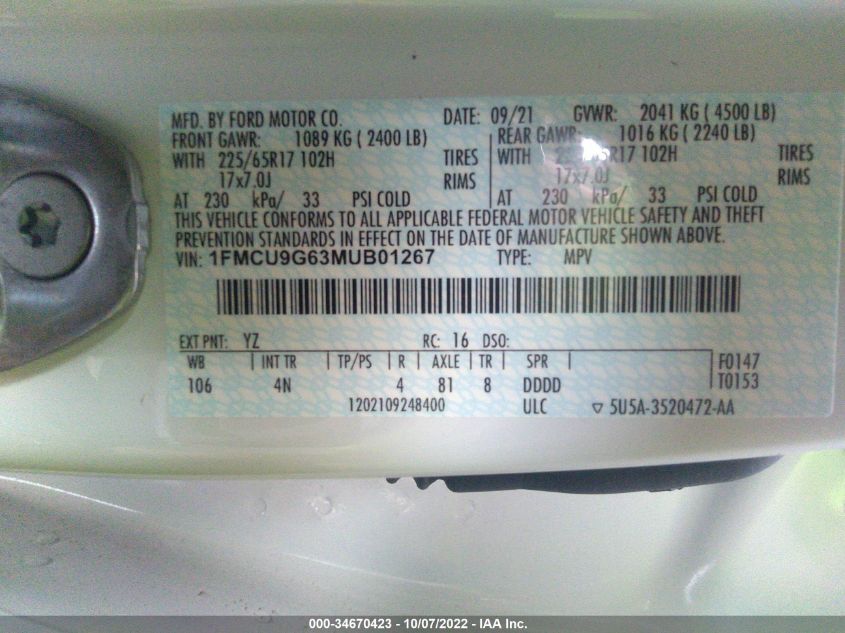 MFD. BY FORD MOTOR CO. DATE: 09/21 GVWR: 2041 KG ( 4500 LB)
FRONT GAWR: 1089 KG ( 2400 LB) REAR GAWR: 1016 KG ( 2240 LB)
WITH 225/65R17 102H TIRES WITH 65R17 102H TIRES
17x7.0J RIMS 17x7.0J RIMS
AT 230 kPa/ 33 PSI COLD AT 230 kPa/ 33 PSI COLD
THIS VEHICLE CONFORMS TO ALL APPLICABLE FEDERAL MOTOR VEHICLE SAFETY AND THEFT
PREVENTION STANDARDS IN EFFECT ON THE DATE OF MANUFACTURE SHOWN ABOVE.
VIN: 1FMCU9G63MUB01267 TYPE: MPV
EXT PNT: YZ RC: 16 DSO:
WB INT TR TP/PS R AXLE TR SPR F0147
106 4N 4 81 8 DDDD T0153
1202109248400 ULC ▽ 5U5A-3520472-AA
000-34670423 - 10/07/2022 - IAA Inc.